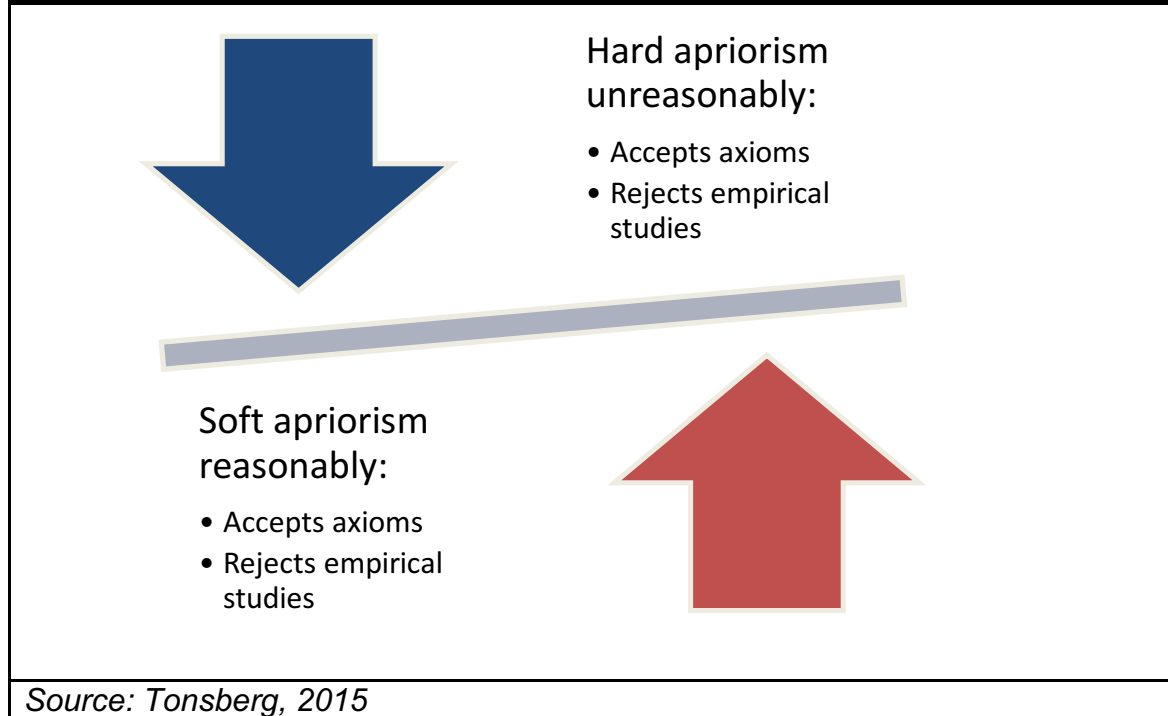 Hard apriorism
unreasonably:
• Accepts axioms
• Rejects empirical
studies
Soft apriorism
reasonably:
• Accepts axioms
• Rejects empirical
studies
Source: Tonsberg, 2015